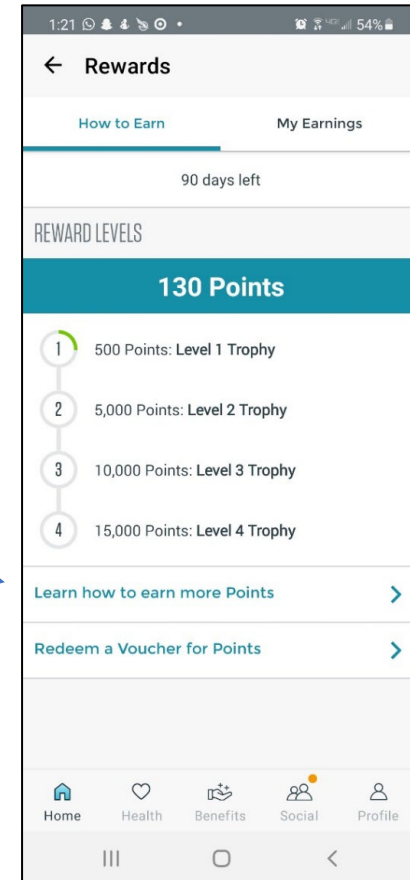 1:21 54%
Rewards
How to Earn My Earnings
90 days left
REWARD LEVELS
130 Points
1 500 Points: Level 1 Trophy
2 5,000 Points: Level 2 Trophy
3 10,000 Points: Level 3 Trophy
4 15,000 Points: Level 4 Trophy
Learn how to earn more Points
Redeem a Voucher for Points
Home Health Benefits Social Profile